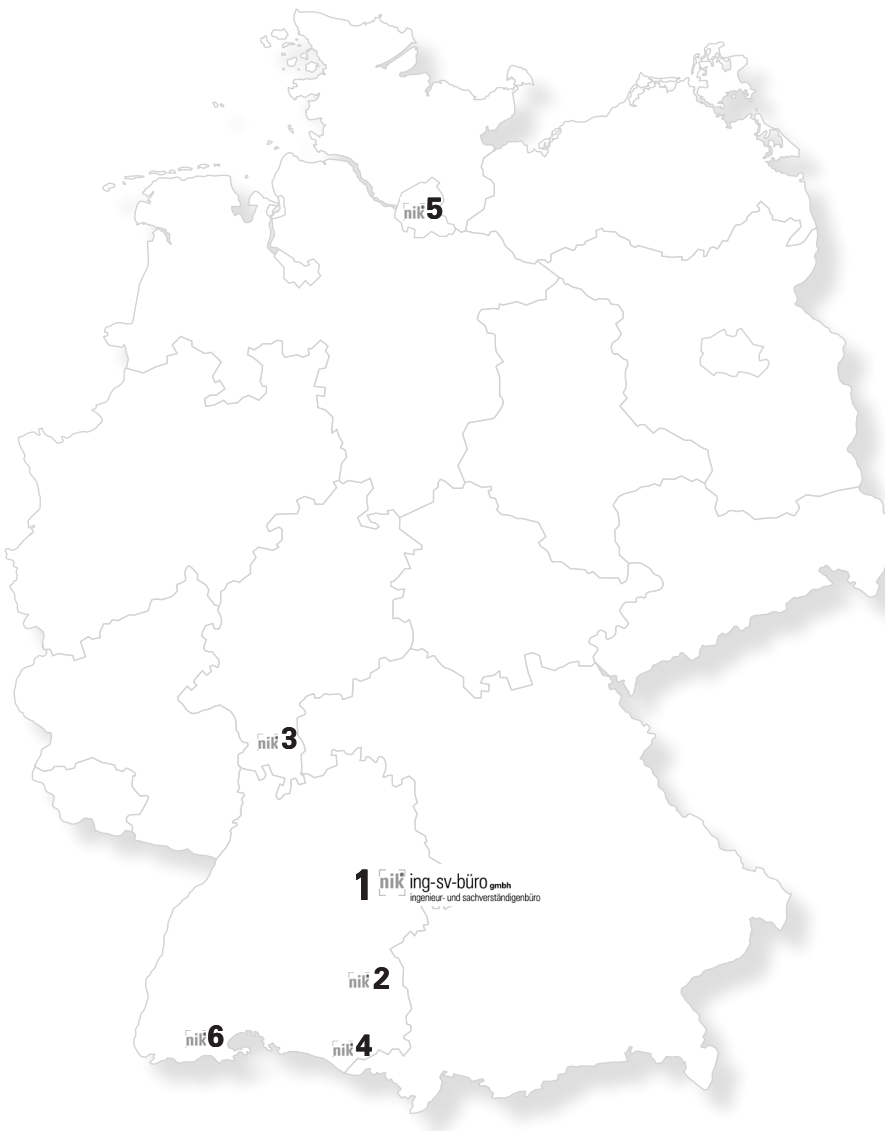 nik 5
nik 3
1 nik ing-sv-büro gmbh
ingenieur- und sachverständigenbüro
nik 2
nik 6
nik 4